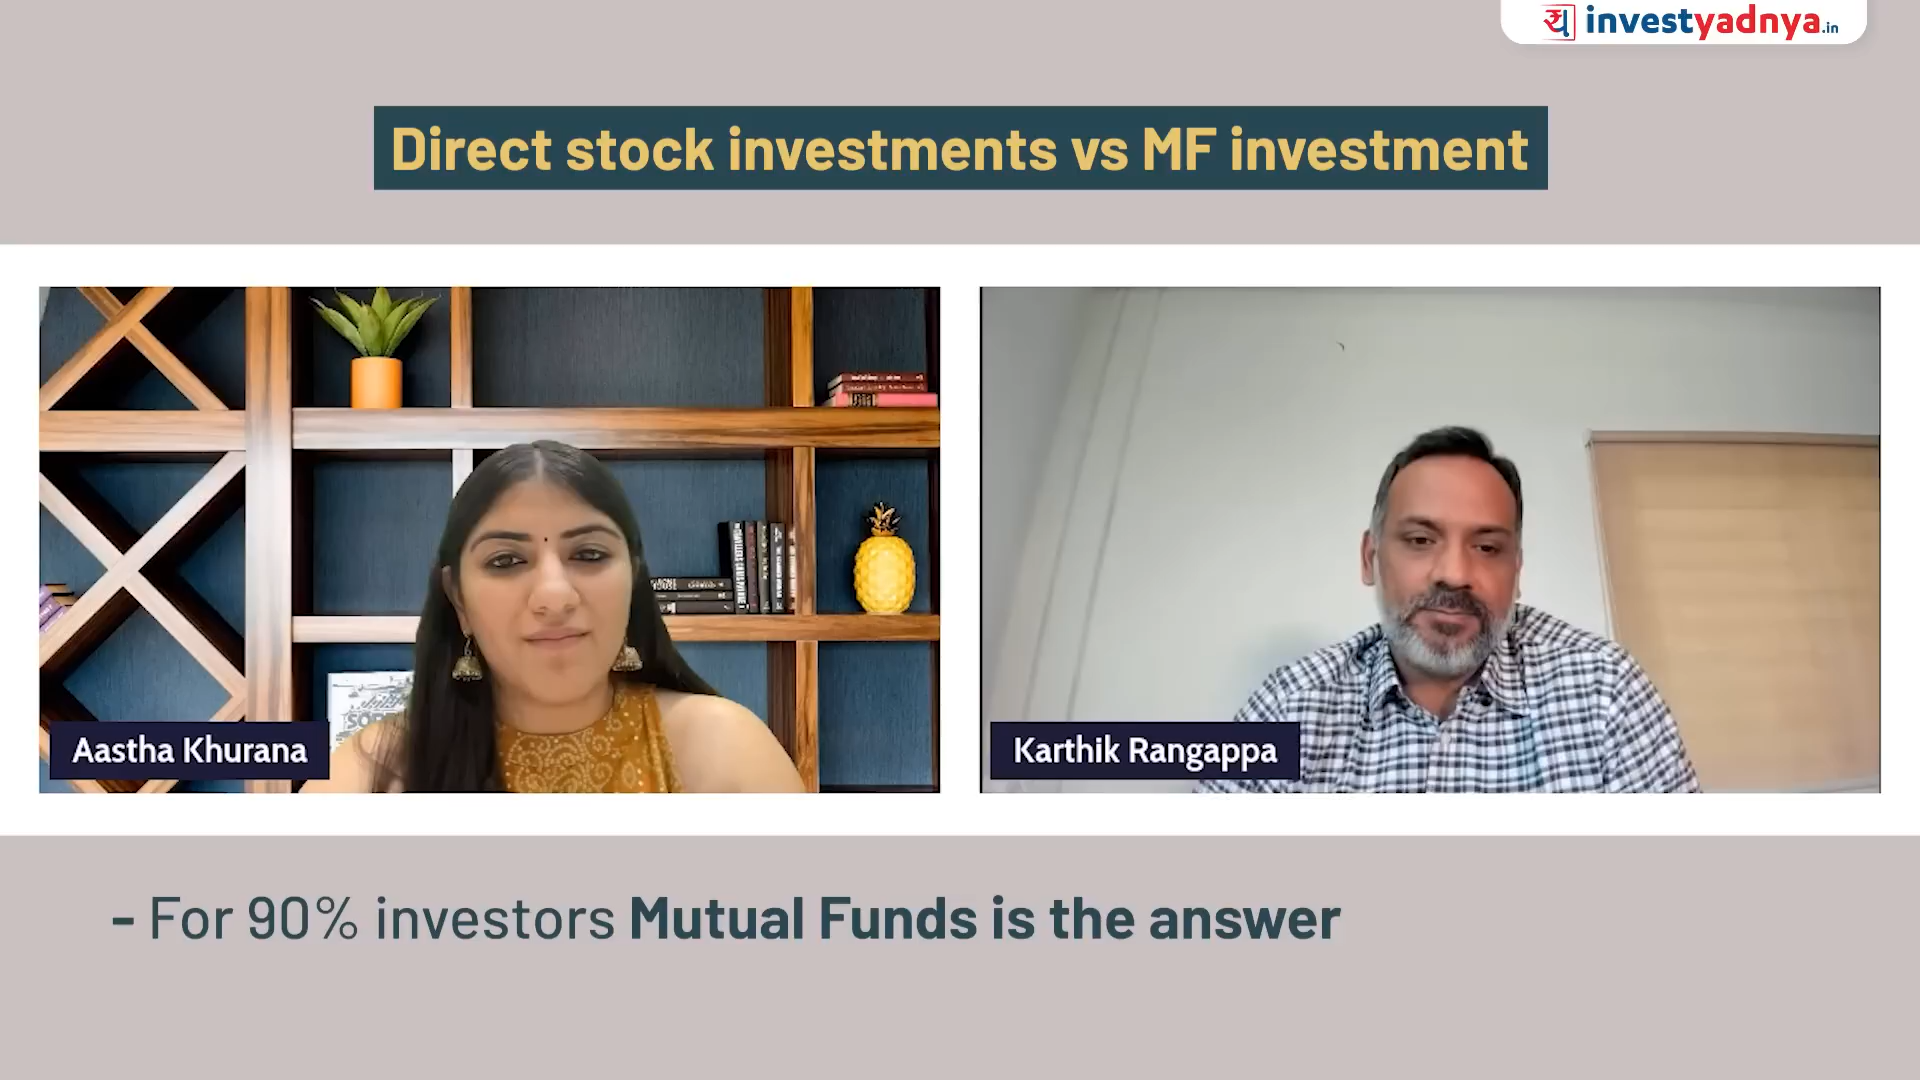 investyadnya.in
Direct stock investments vs MF investment
SOR
Aastha Khurana
Karthik Rangappa
- For 90% investors Mutual Funds is the answer